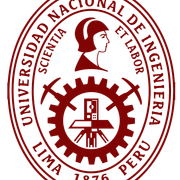 UNIVERSIDAD NACIONAL DE INGENIERIA
SCIENTIA ET LABOR
LIMA 1876 PERU